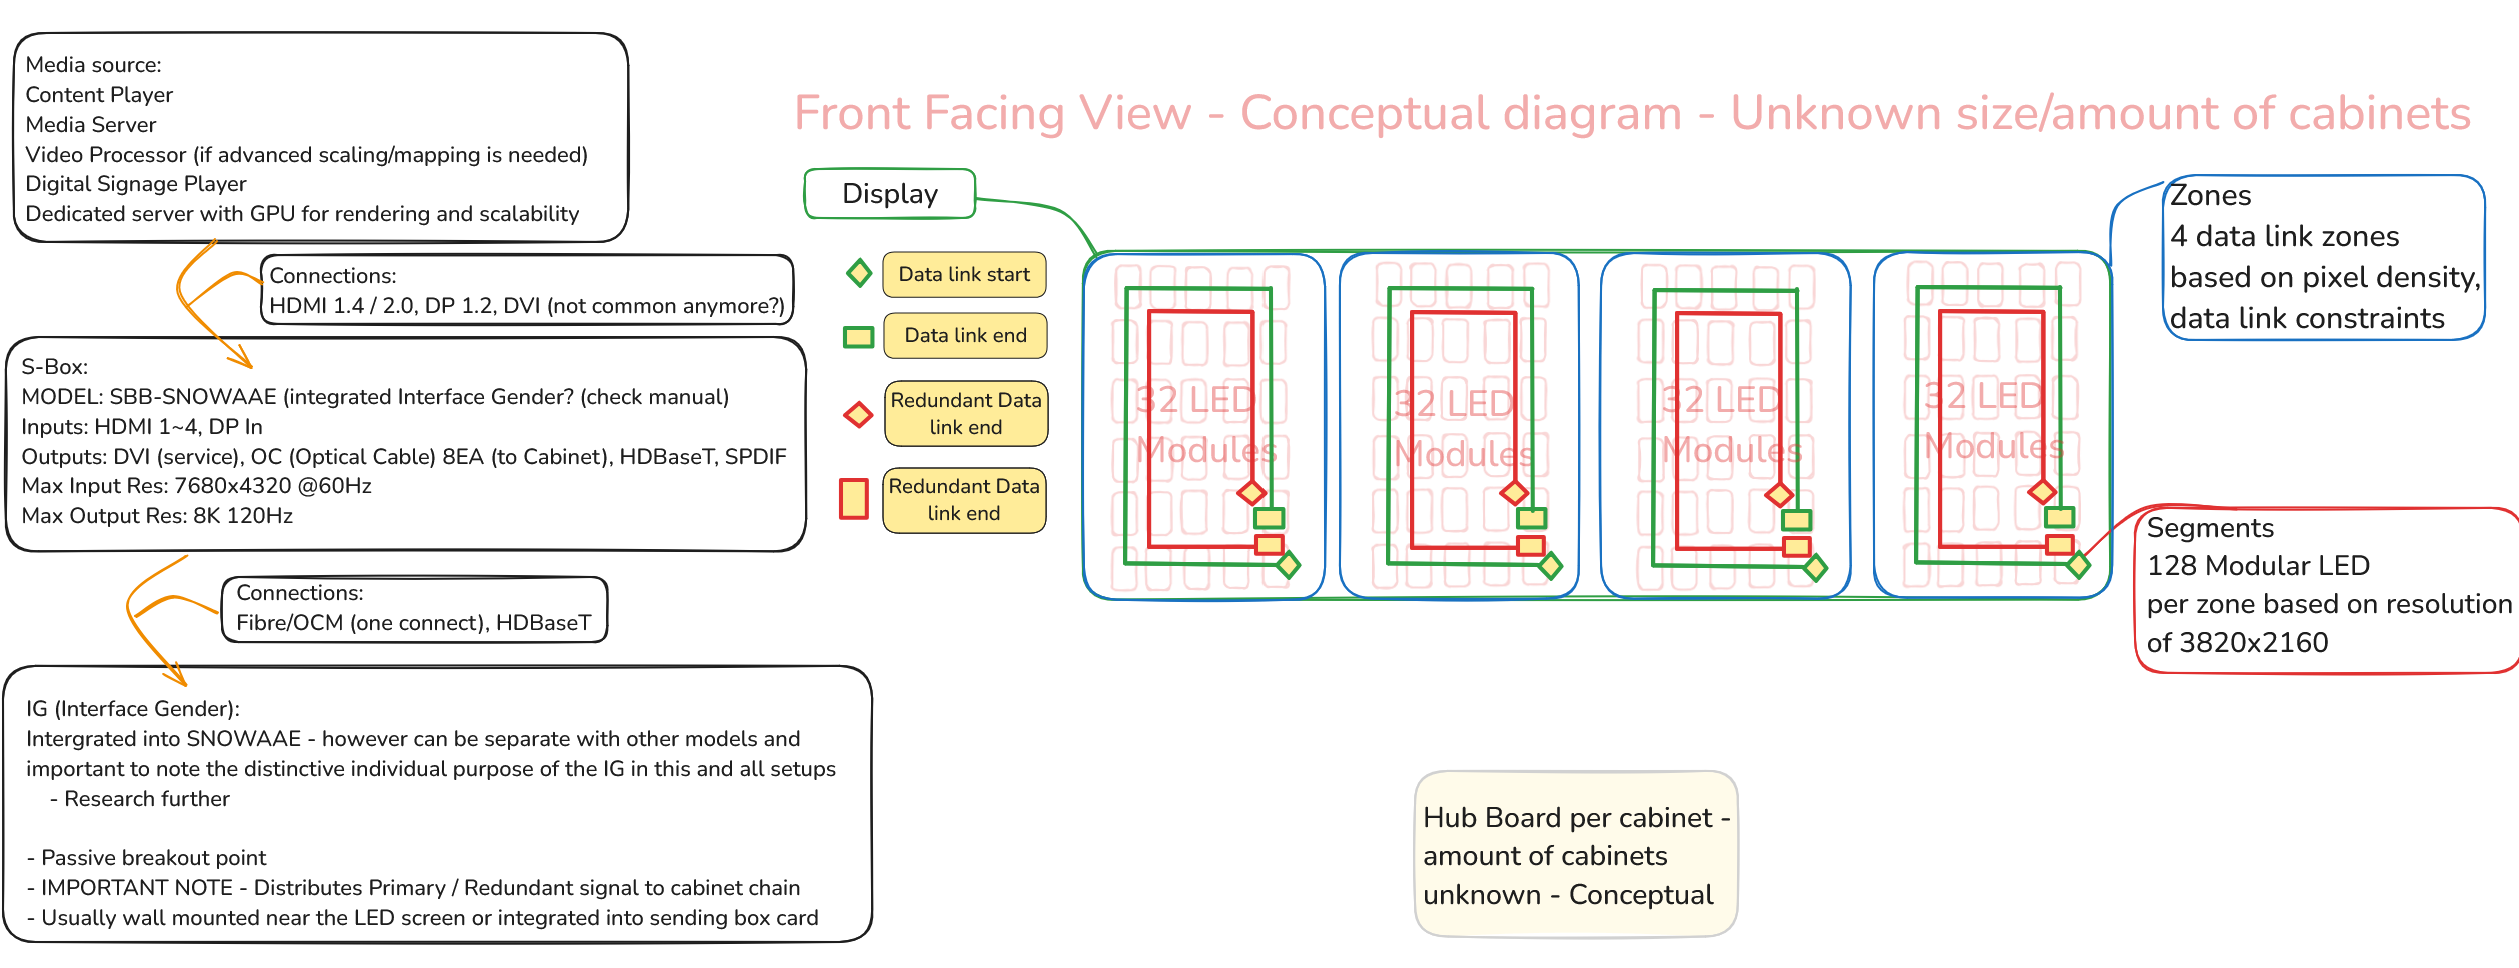 Media source:
Content Player
Media Server
Video Processor (if advanced scaling/mapping is needed)
Digital Signage Player
Dedicated server with GPU for rendering and scalability
Connections:
HDMI 1.4 / 2.0, DP 1.2, DVI (not common anymore?)
S-Box:
MODEL: SBB-SNOWAAE (integrated Interface Gender? (check manual)
Inputs: HDMI 1~4, DP In
Outputs: DVI (service), OC (Optical Cable) 8EA (to Cabinet), HDBaseT, SPDIF
Max Input Res: 7680x4320 @60Hz
Max Output Res: 8K 120Hz
Connections:
Fibre/OCM (one connect), HDBaseT
IG (Interface Gender):
Intergrated into SNOWAAE - however can be separate with other models and
important to note the distinctive individual purpose of the IG in this and all setups
- Research further
- Passive breakout point
- IMPORTANT NOTE - Distributes Primary / Redundant signal to cabinet chain
- Usually wall mounted near the LED screen or integrated into sending box card
Front Facing View - Conceptual diagram - Unknown size/amount of cabinets
Display
Data link start
Data link end
Redundant Data
link end
Redundant Data
link end
32 LED
Modules
32 LED
Modules
32 LED
Modules
32 LED
Modules
Zones
4 data link zones
based on pixel density,
data link constraints
Segments
128 Modular LED
per zone based on resolution
of 3820x2160
Hub Board per cabinet -
amount of cabinets
unknown - Conceptual